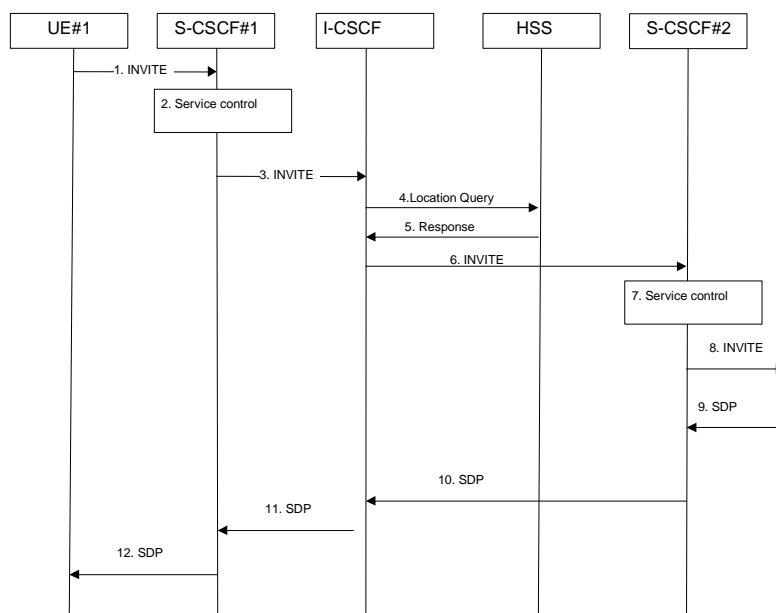 UE#1
S-CSCF#1
I-CSCF
HSS
S-CSCF#2
1. INVITE
2. Service control
3. INVITE
4.Location Query
5. Response
6. INVITE
7. Service control
8. INVITE
9. SDP
10. SDP
11. SDP
12. SDP